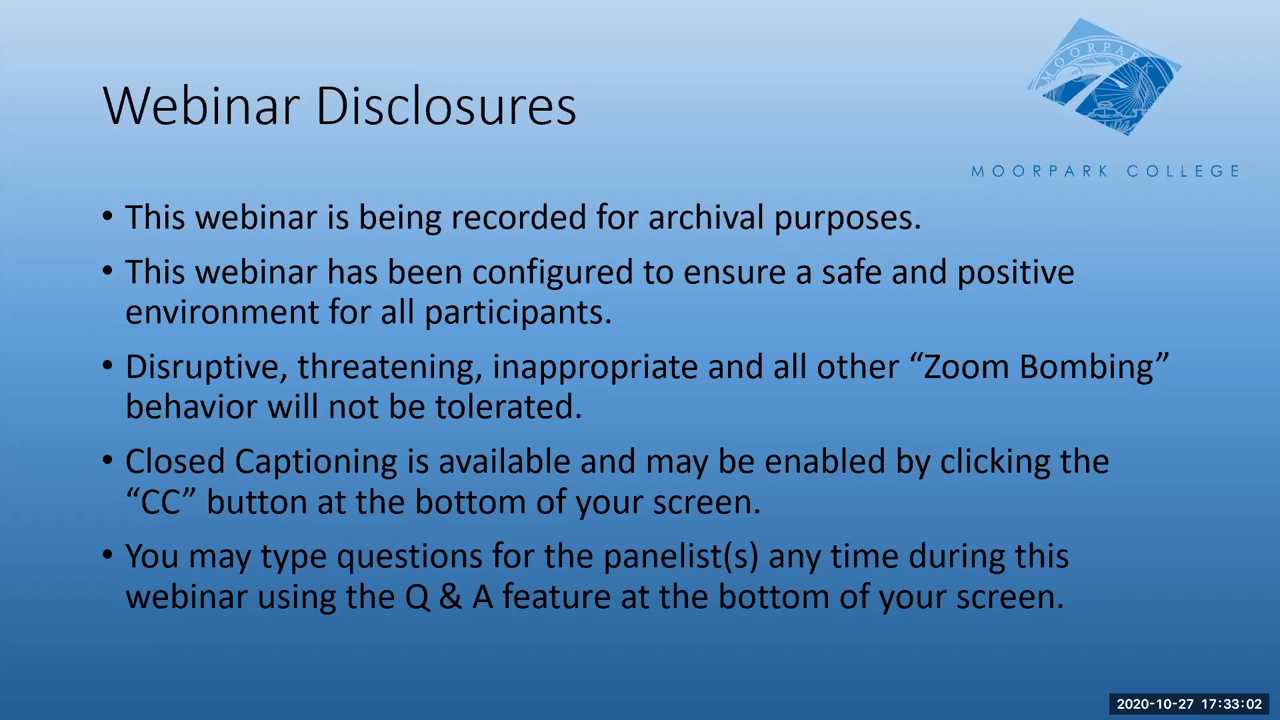 MOORPARK
MOORPARK COLLEGE
Webinar Disclosures
• This webinar is being recorded for archival purposes.
• This webinar has been configured to ensure a safe and positive
environment for all participants.
• Disruptive, threatening, inappropriate and all other “Zoom Bombing”
behavior will not be tolerated.
• Closed Captioning is available and may be enabled by clicking the
“CC” button at the bottom of your screen.
• You may type questions for the panelist(s) any time during this
webinar using the Q & A feature at the bottom of your screen.
2020-10-27 17:33:02